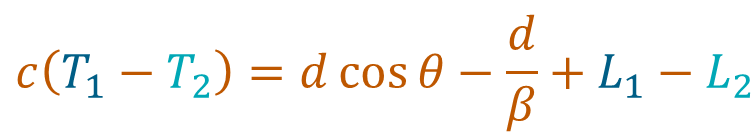 c(T₁ − T₂) = d cos θ − d/β + L₁ − L₂